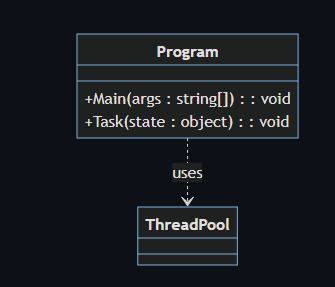 Program
+Main(args : string[]) : : void
+Task(state : object) : : void
uses
ThreadPool